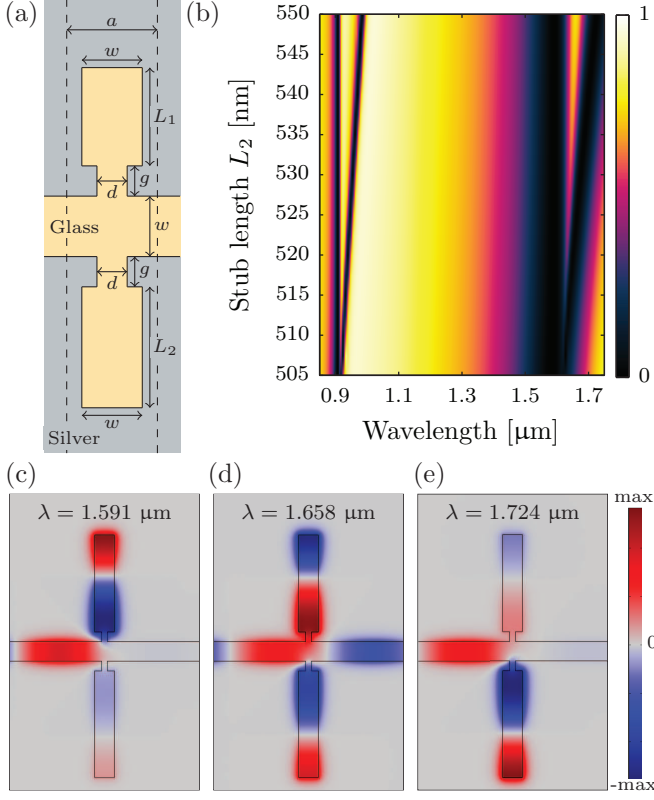 (a)
a
w
L₁
g
d
Glass
w
g
d
L₂
w
Silver
(b)
Stub length L₂ [nm]
550
545
540
535
530
525
520
515
510
505
0.9 1.1 1.3 1.5 1.7
Wavelength [µm]
1
0
(c)
λ = 1.591 µm
(d)
λ = 1.658 µm
(e)
λ = 1.724 µm
max
0
-max